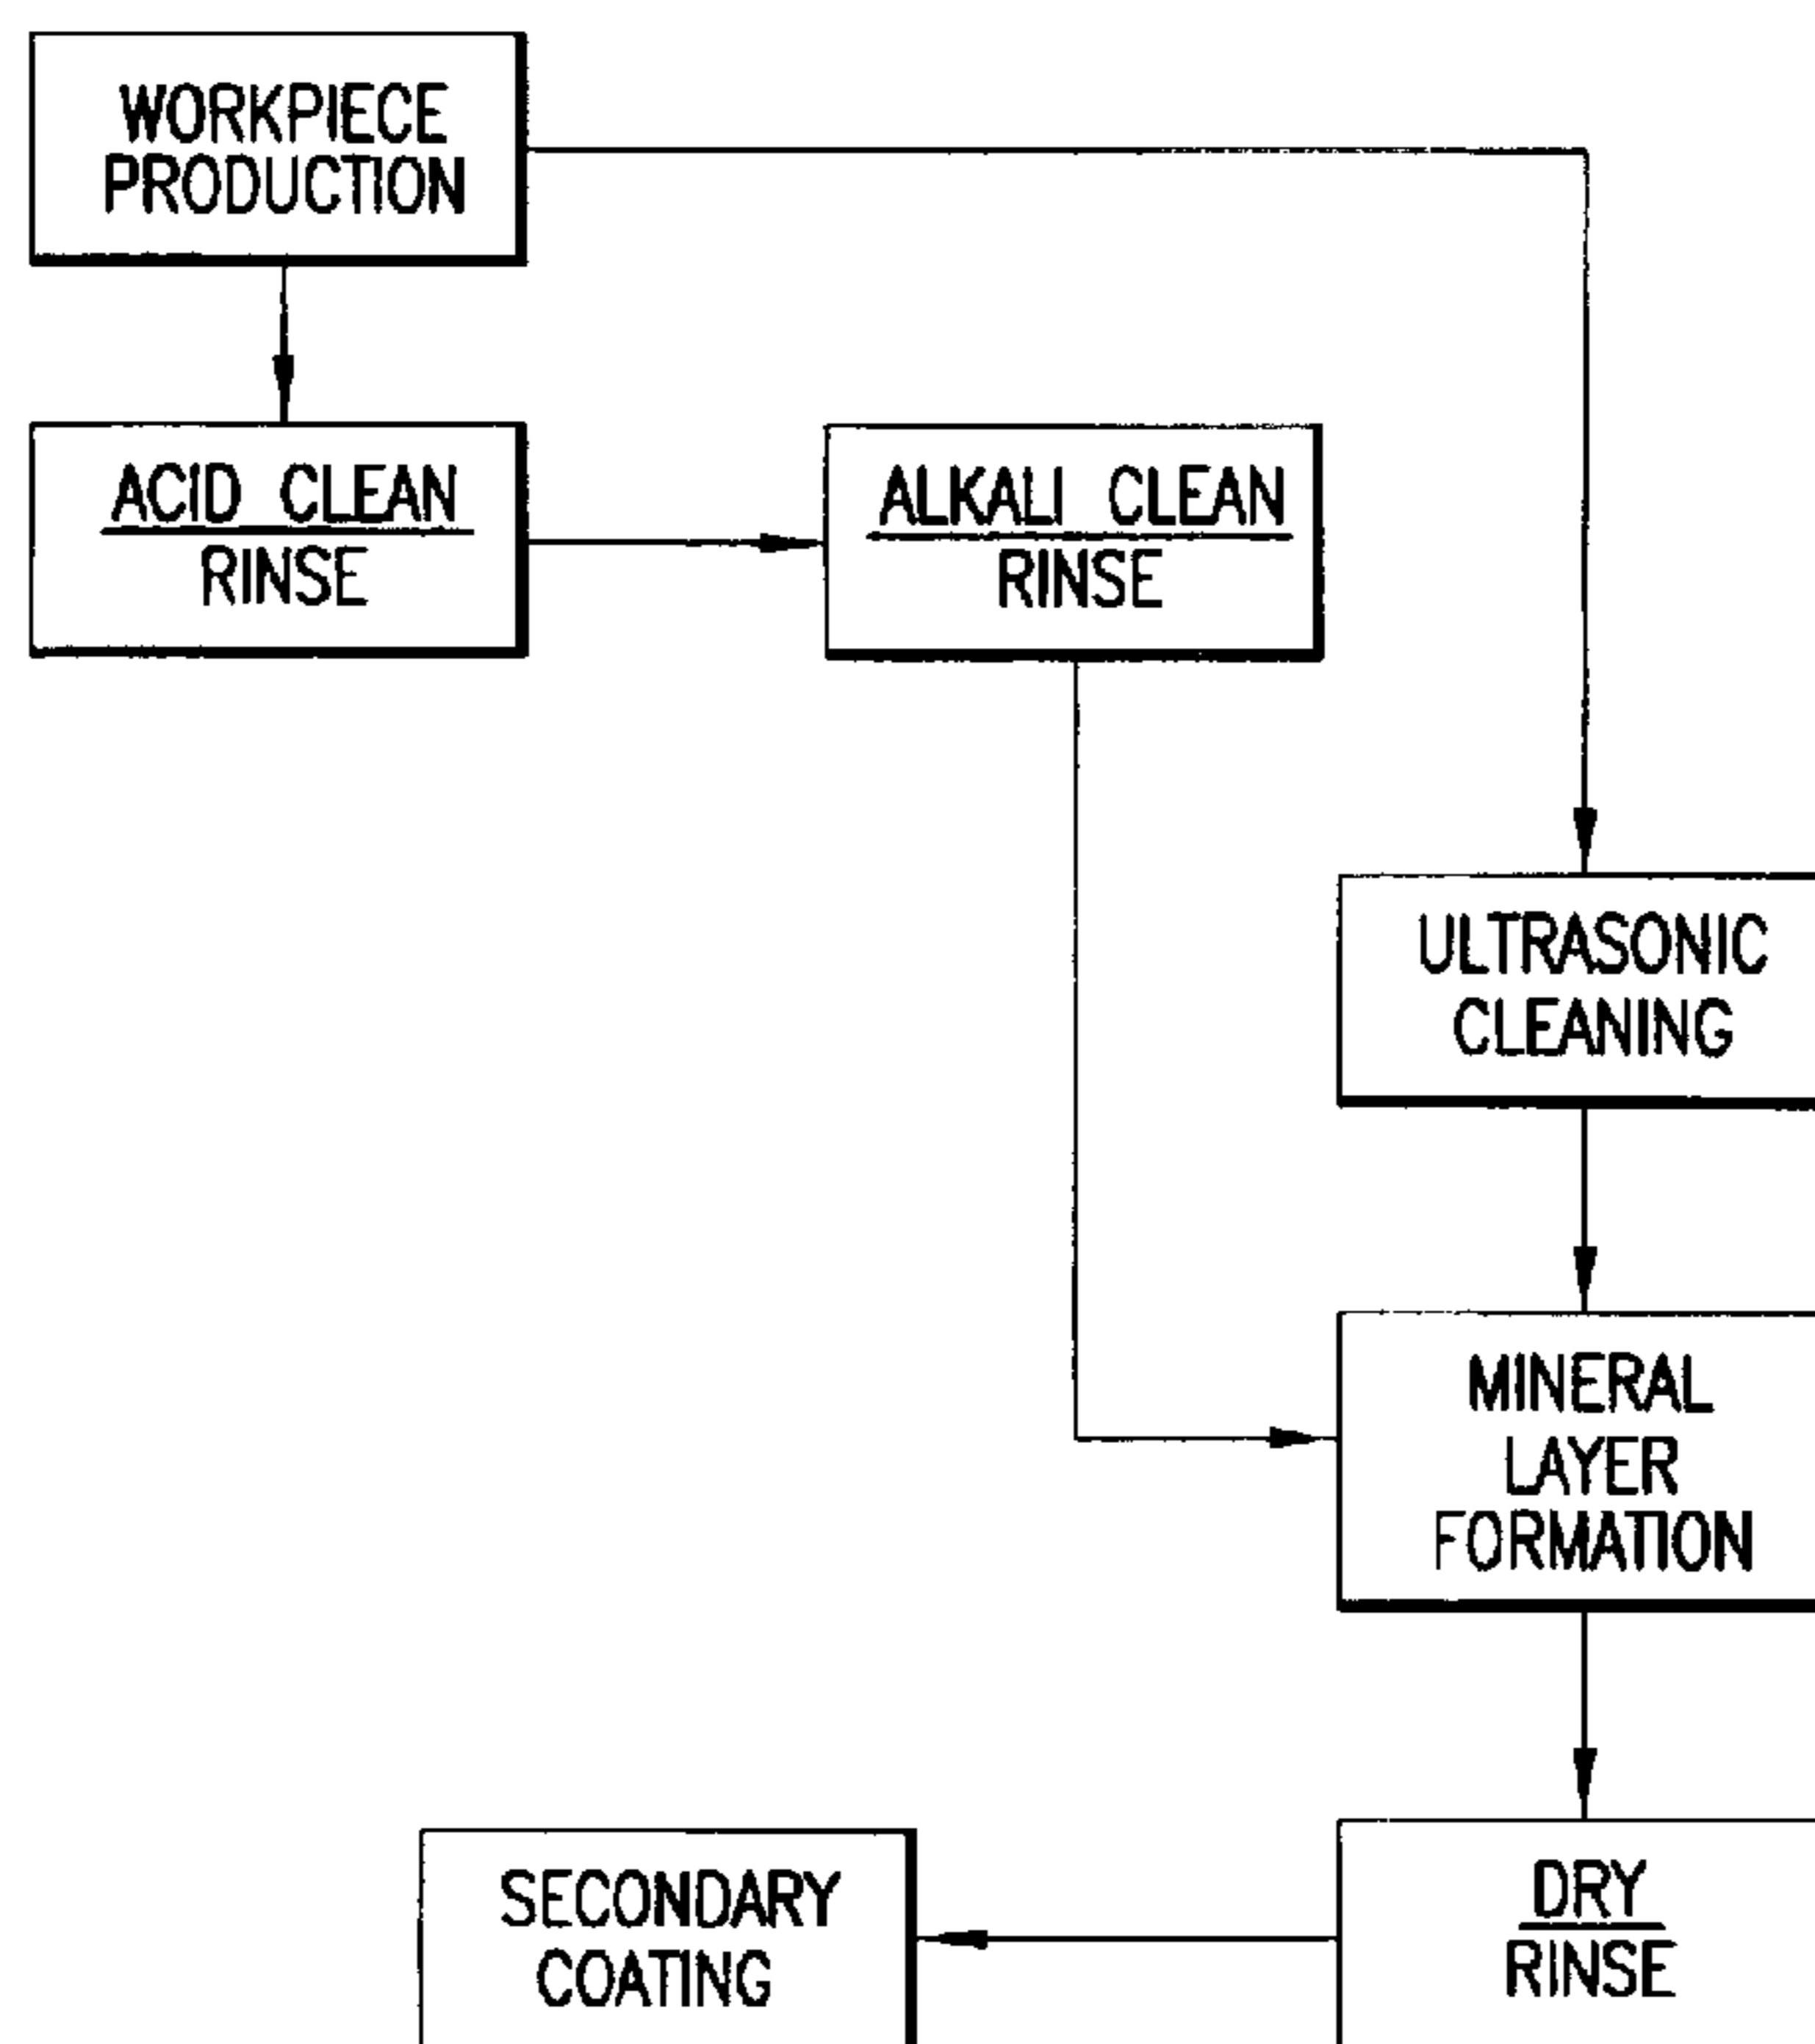 WORKPIECE
PRODUCTION
ACID CLEAN
RINSE
ALKALI CLEAN
RINSE
ULTRASONIC
CLEANING
MINERAL
LAYER
FORMATION
SECONDARY
COATING
DRY
RINSE